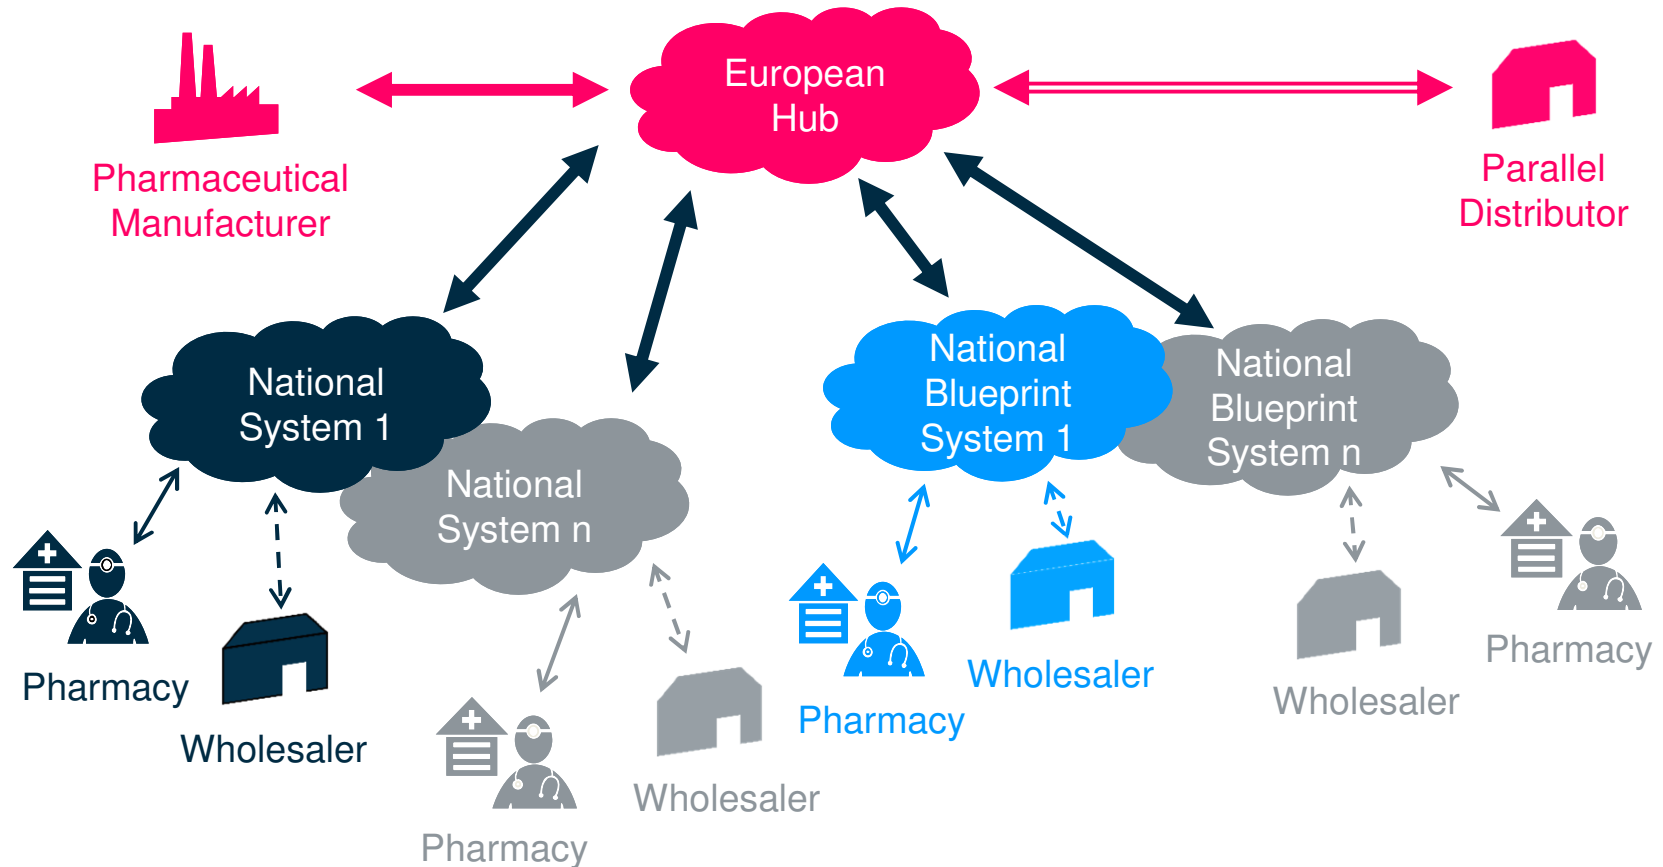 European
Hub
Pharmaceutical
Manufacturer
Parallel
Distributor
National
System 1
National
System n
National
Blueprint
System 1
National
Blueprint
System n
Pharmacy
Wholesaler
Pharmacy
Wholesaler
Pharmacy
Wholesaler
Wholesaler
Pharmacy